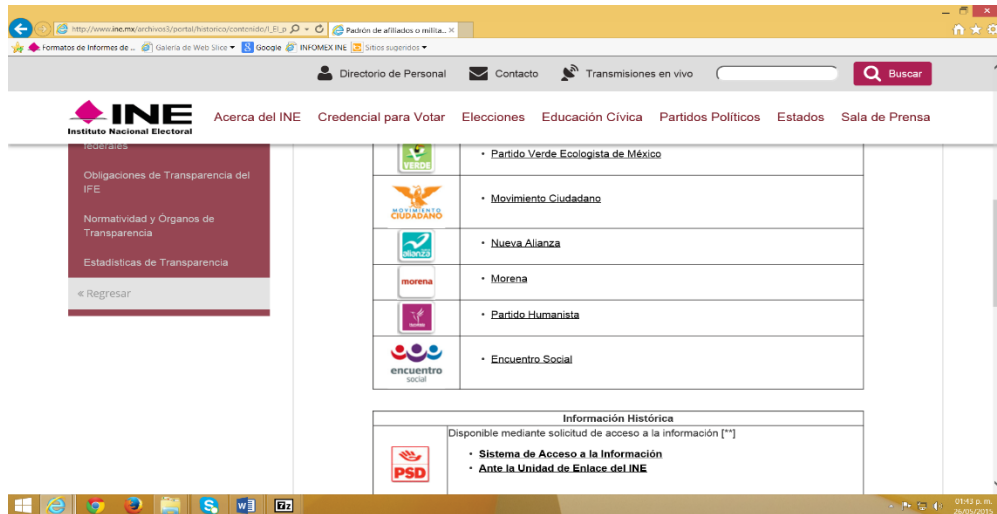 http://www.ine.mx/archivos3/portal/historico/contenido/I_El_p
Padrón de afiliados o milita...
Formatos de Informes de ...
Galería de Web Slice
Google
INFOMEX INE
Sitios sugeridos
Directorio de Personal
Contacto
Transmisiones en vivo
Buscar
INE
Instituto Nacional Electoral
Acerca del INE
Credencial para Votar
Elecciones
Educación Cívica
Partidos Políticos
Estados
Sala de Prensa
federales
Obligaciones de Transparencia del
IFE
Normatividad y Órganos de
Transparencia
Estadísticas de Transparencia
« Regresar
VERDE
• Partido Verde Ecologista de México
MOVIMIENTO
CIUDADANO
• Movimiento Ciudadano
alianza
• Nueva Alianza
morena
• Morena
• Partido Humanista
encuentro
social
• Encuentro Social
Información Histórica
Disponible mediante solicitud de acceso a la información [**]
PSD
• Sistema de Acceso a la Información
• Ante la Unidad de Enlace del INE
01:43 p. m.
26/05/2015